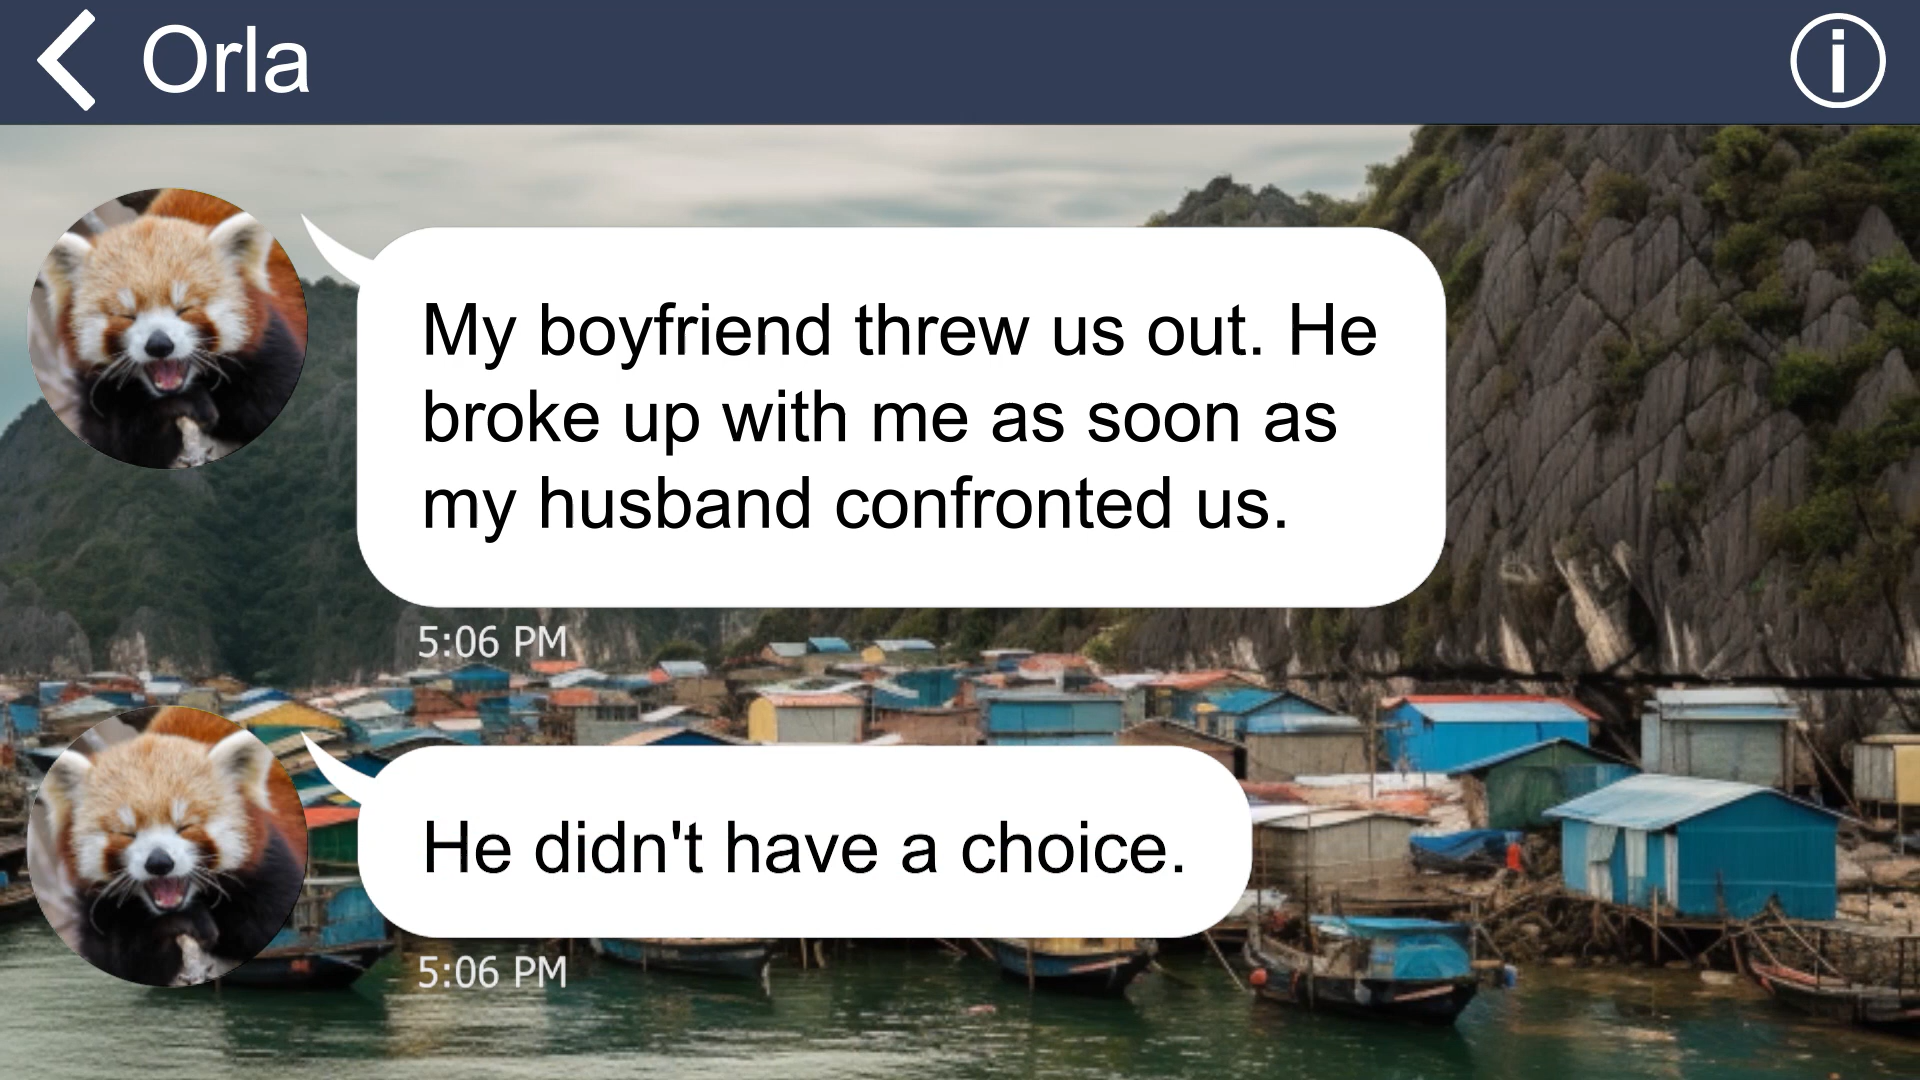 Orla
My boyfriend threw us out. He
broke up with me as soon as
my husband confronted us.
5:06 PM
He didn't have a choice.
5:06 PM